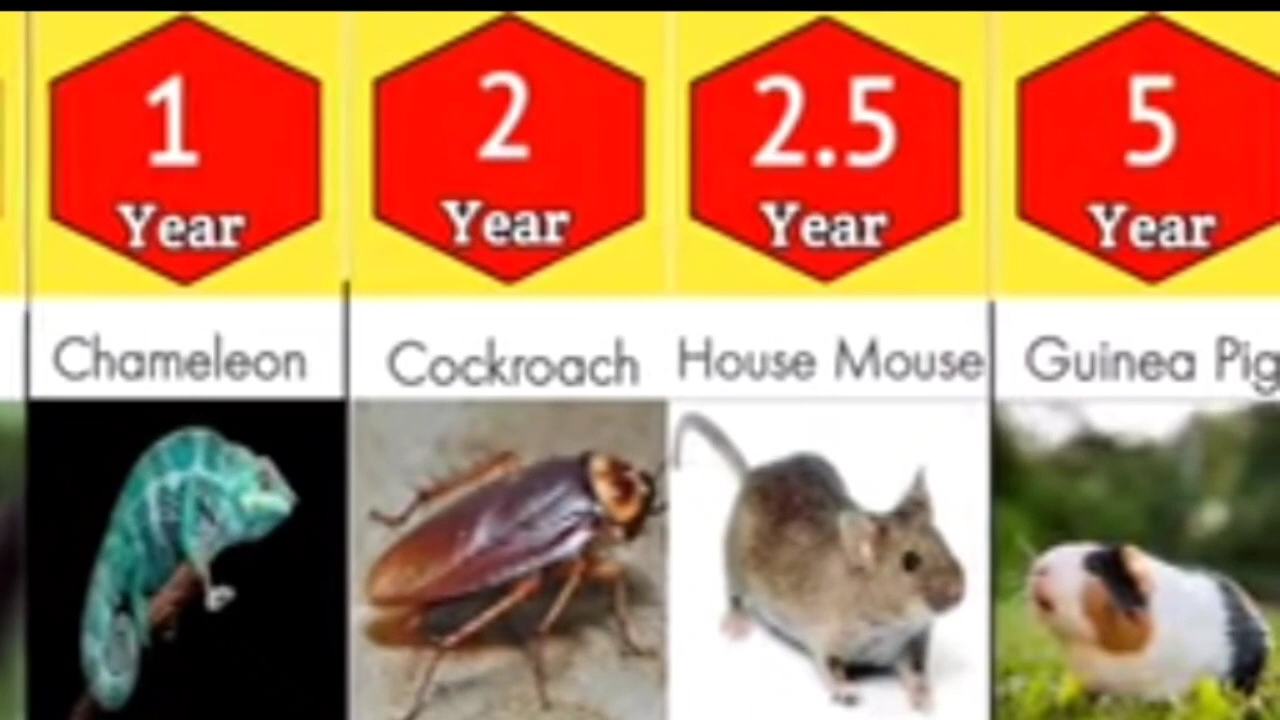 1
Year
2
Year
2.5
Year
5
Year
Chameleon
Cockroach
House Mouse
Guinea Pig